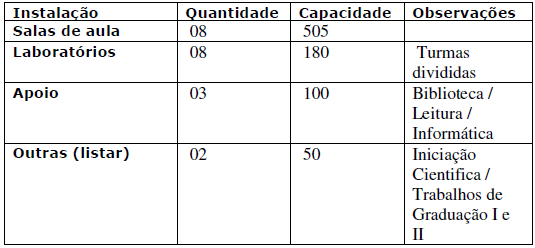 Instalação Quantidade Capacidade Observações
Salas de aula 08 505
Laboratórios 08 180 Turmas
divididas
Apoio 03 100 Biblioteca /
Leitura /
Informática
Outras (listar) 02 50 Iniciação
Cientifica /
Trabalhos de
Graduação I e
II